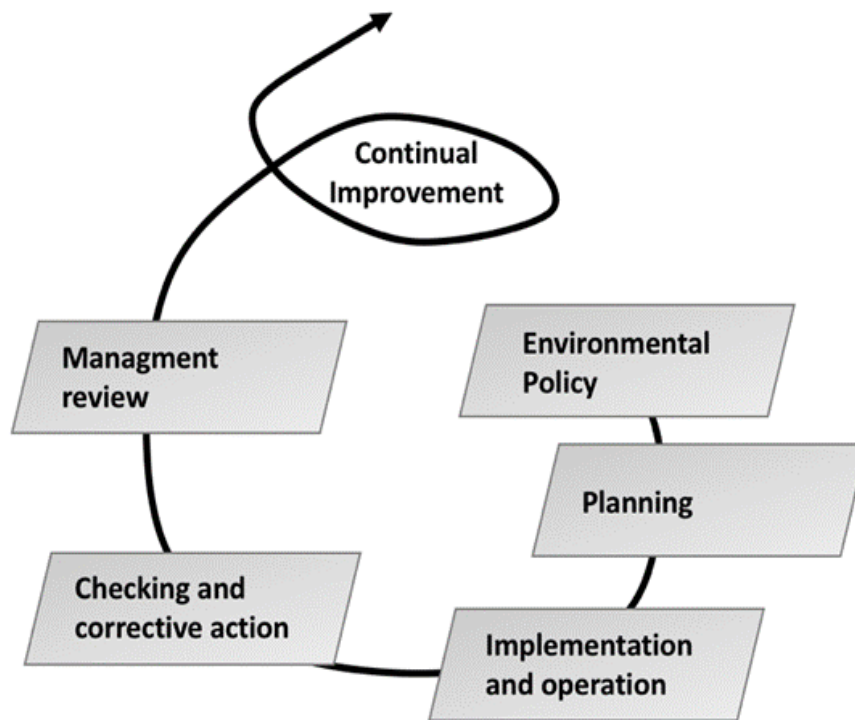 Continual
Improvement
Managment
review
Environmental
Policy
Planning
Checking and
corrective action
Implementation
and operation